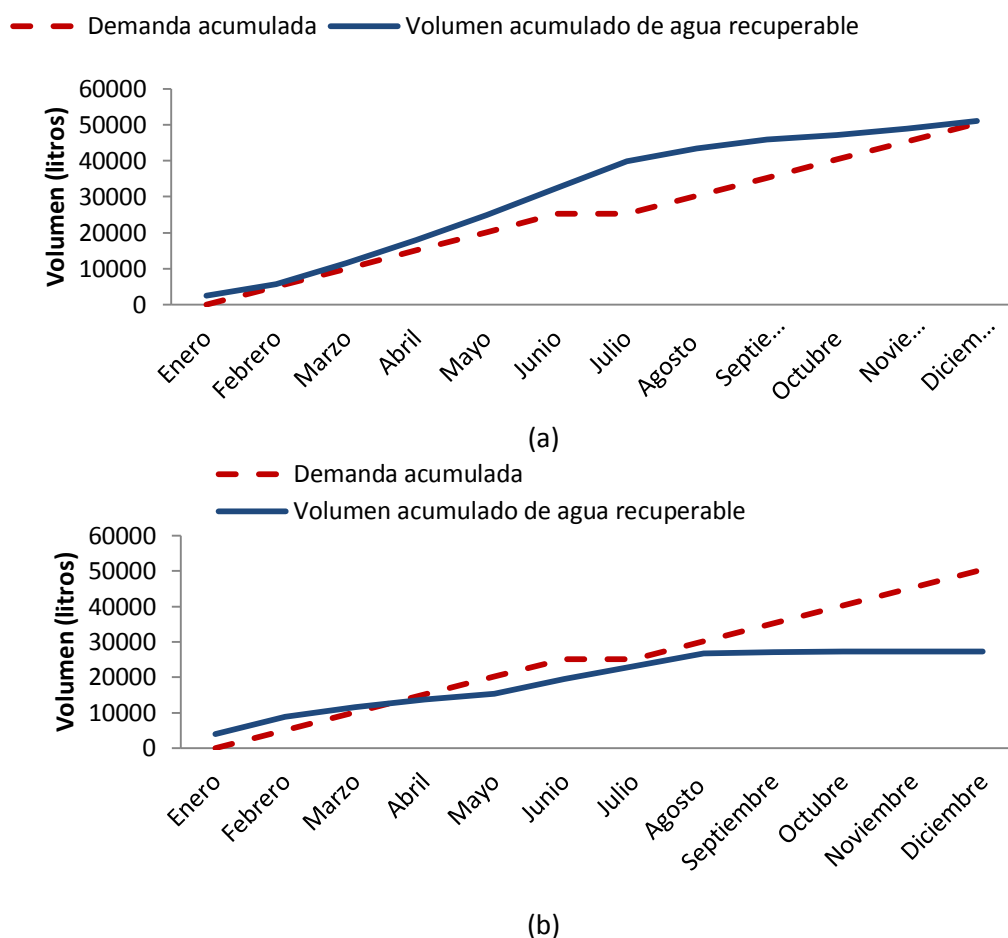 Demanda acumulada Volumen acumulado de agua recuperable
Volumen (litros)
60000
50000
40000
30000
20000
10000
0
Enero Febrero Marzo Abril Mayo Junio Julio Agosto Septie... Octubre Novie... Diciem...
(a)
Demanda acumulada
Volumen acumulado de agua recuperable
Volumen (litros)
60000
50000
40000
30000
20000
10000
0
Enero Febrero Marzo Abril Mayo Junio Julio Agosto Septiembre Octubre Noviembre Diciembre
(b)